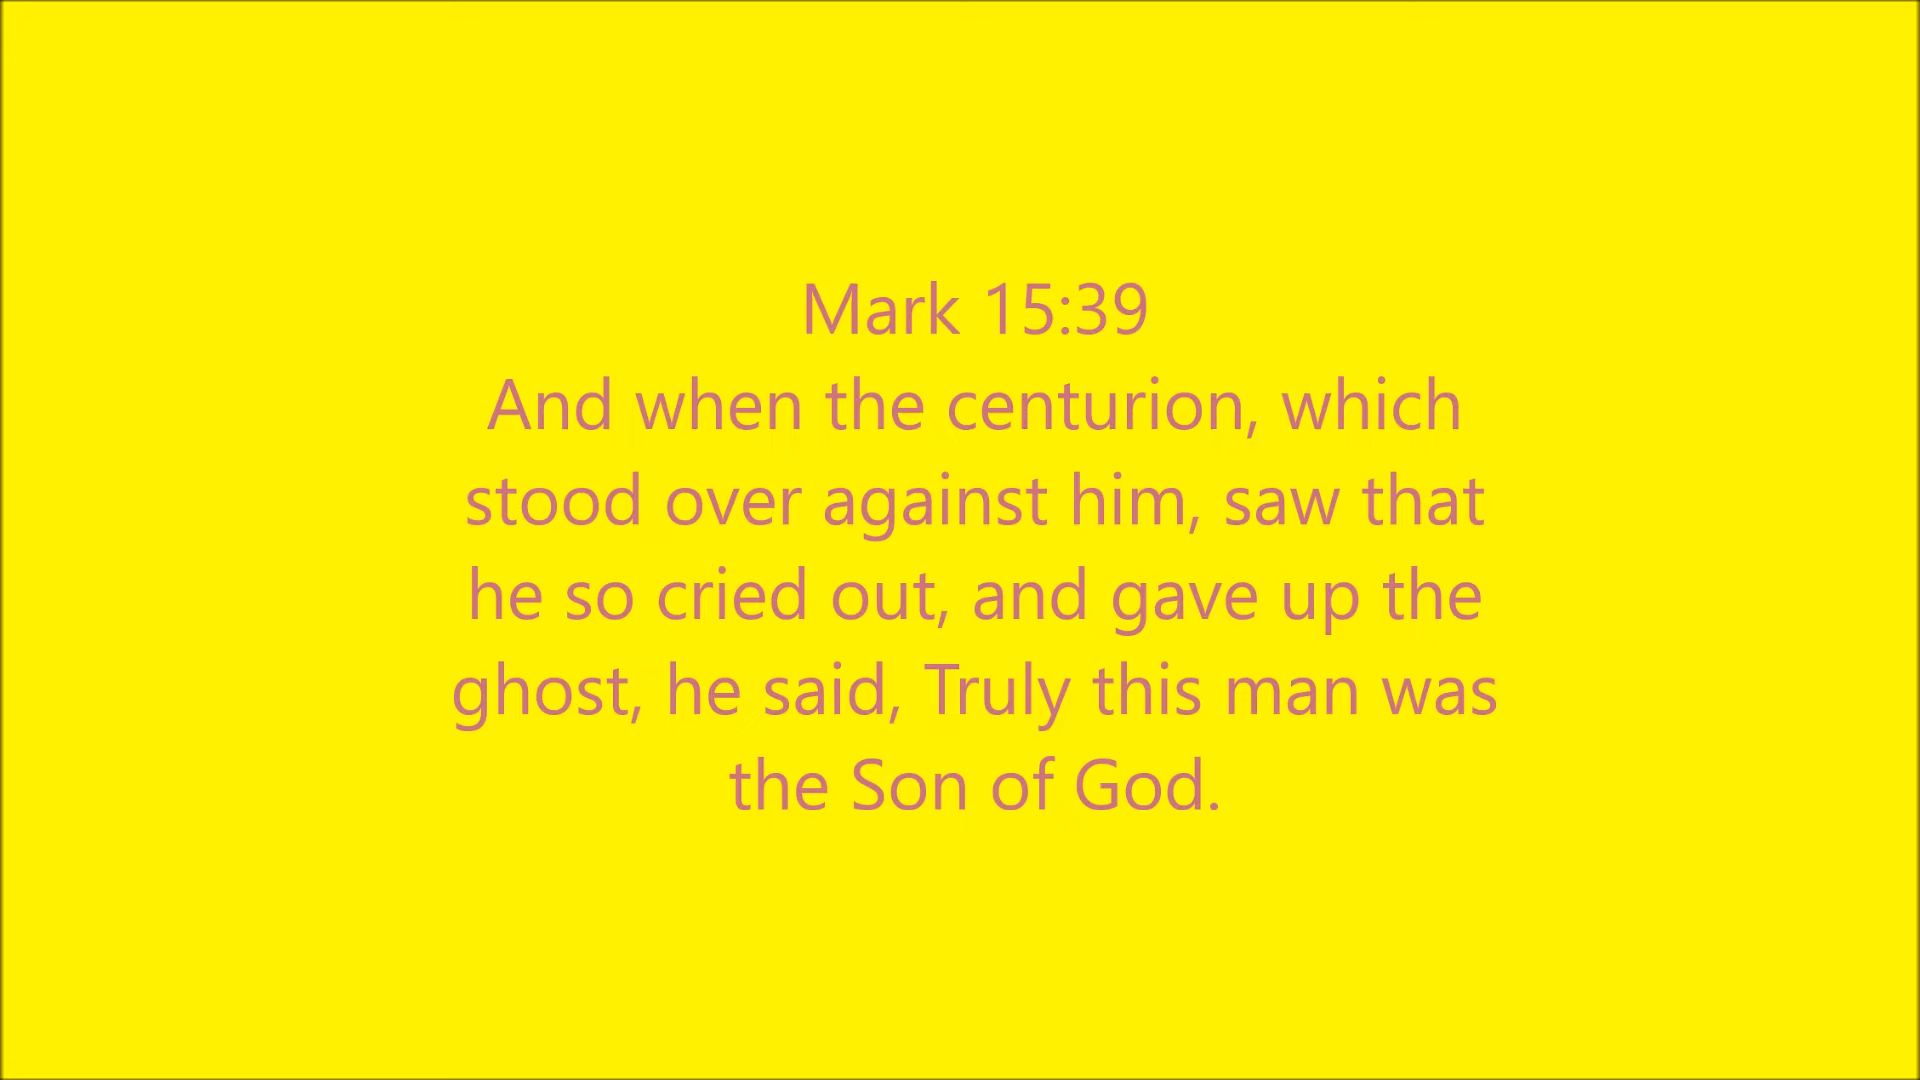 Mark 15:39
And when the centurion, which
stood over against him, saw that
he so cried out, and gave up the
ghost, he said, Truly this man was
the Son of God.